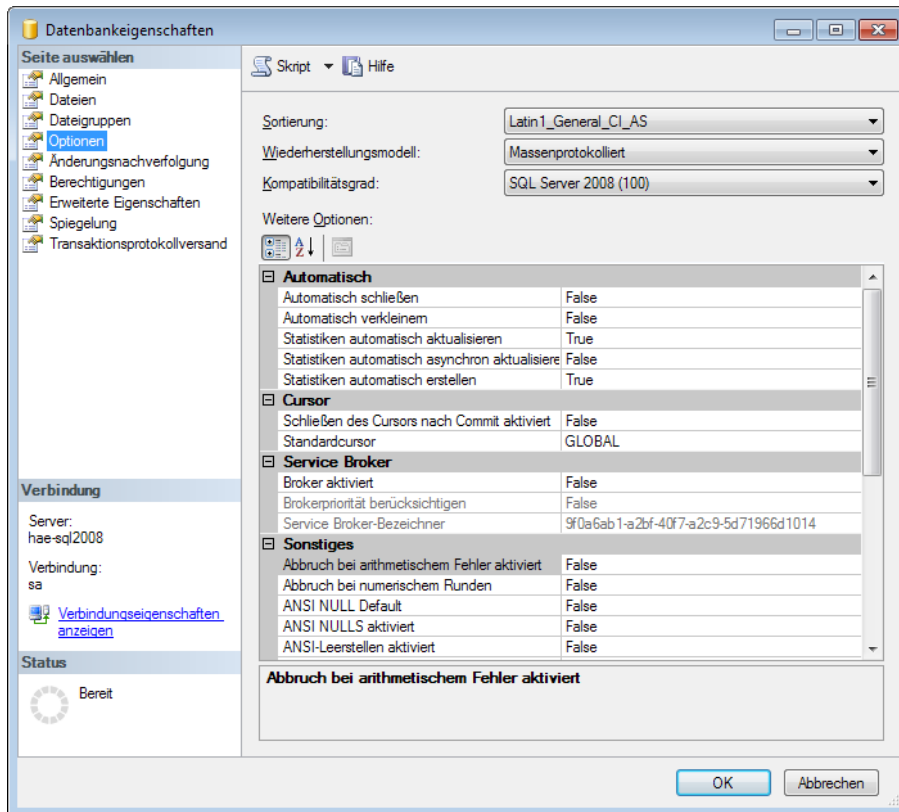 Datenbankeigenschaften
Seite auswählen
Allgemein
Dateien
Dateigruppen
Optionen
Änderungsnachverfolgung
Berechtigungen
Erweiterte Eigenschaften
Spiegelung
Transaktionsprotokollversand
Verbindung
Server:
hae-sql2008
Verbindung:
sa
Verbindungseigenschaften
anzeigen
Status
Bereit
Skript Hilfe
Sortierung: Latin1_General_CI_AS
Wiederherstellungsmodell: Massenprotokolliert
Kompatibilitätsgrad: SQL Server 2008 (100)
Weitere Optionen:
Automatisch
Automatisch schließen False
Automatisch verkleinern False
Statistiken automatisch aktualisieren True
Statistiken automatisch asynchron aktualisiere False
Statistiken automatisch erstellen True
Cursor
Schließen des Cursors nach Commit aktiviert False
Standardcursor GLOBAL
Service Broker
Broker aktiviert False
Brokerpriorität berücksichtigen False
Service Broker-Bezeichner 9f0a6ab1-a2bf-40f7-a2c9-5d71966d1014
Sonstiges
Abbruch bei arithmetischem Fehler aktiviert False
Abbruch bei numerischem Runden False
ANSI NULL Default False
ANSI NULLS aktiviert False
ANSI-Leerstellen aktiviert False
Abbruch bei arithmetischem Fehler aktiviert
OK Abbrechen